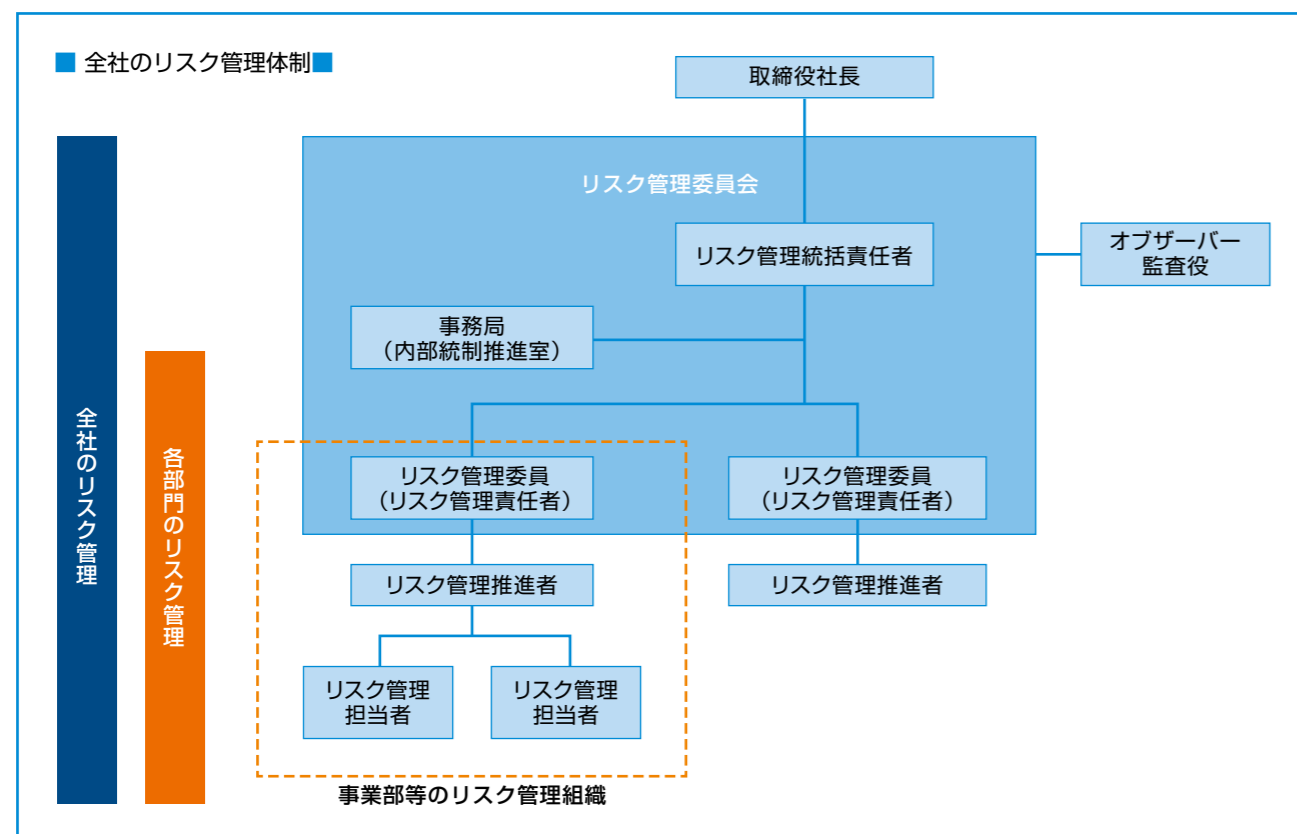 ■ 全社のリスク管理体制■
取締役社長
リスク管理委員会
リスク管理統括責任者
オブザーバー
監査役
事務局
（内部統制推進室）
全社のリスク管理
各部門のリスク管理
リスク管理委員
（リスク管理責任者）
リスク管理委員
（リスク管理責任者）
リスク管理推進者
リスク管理推進者
リスク管理
担当者
リスク管理
担当者
事業部等のリスク管理組織